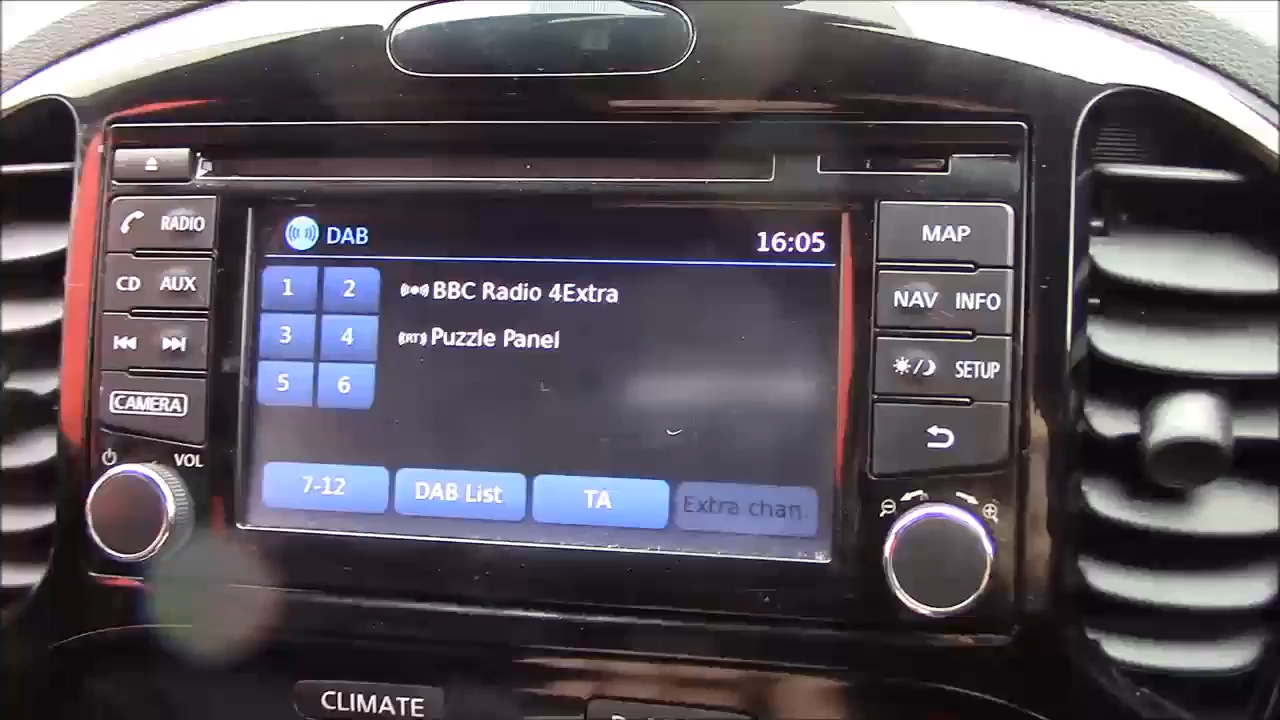 RADIO
CD AUX
CAMERA
VOL
DAB
16:05
1 2
3 4
5 6
BBC Radio 4Extra
(RT) Puzzle Panel
7-12
DAB List
TA
Extra chan.
MAP
NAV INFO
SETUP
CLIMATE